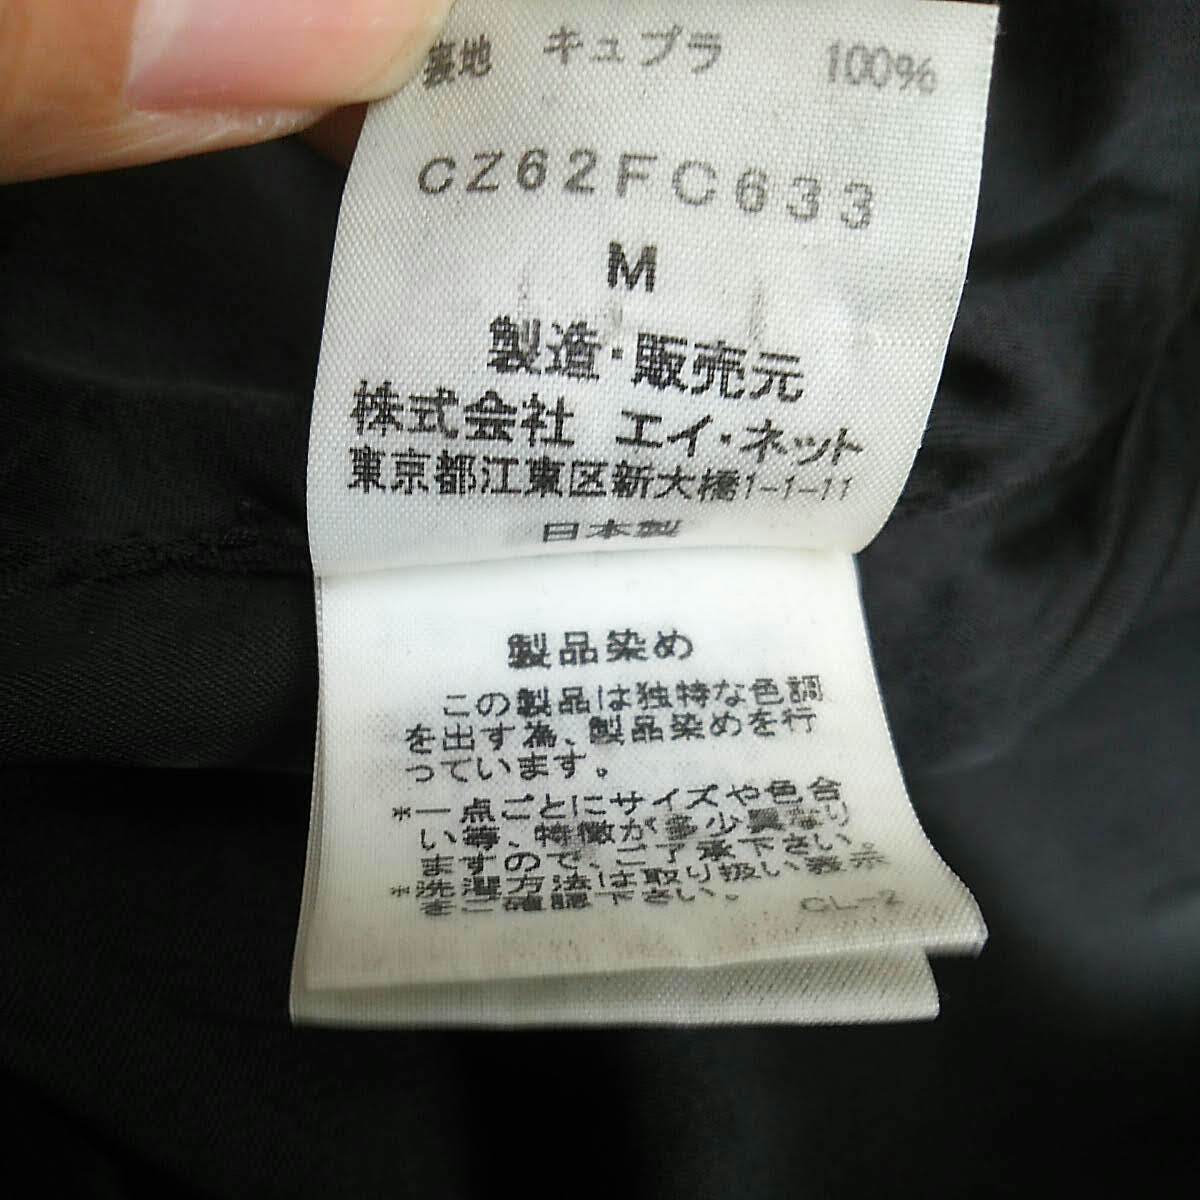 裏地 キュプラ 100%
CZ62FC633
M
製造・販売元
株式会社 エイ・ネット
東京都江東区新大橋1-1-11
日本製
製品染め
この製品は独特な色調
を出す為、製品染めを行
っています。
*一点ごとにサイズや色合
い等、特徴が多少異なり
ますので、ご了承下さい。
*洗濯方法は取り扱い表示
をご確認下さい。 CL-2